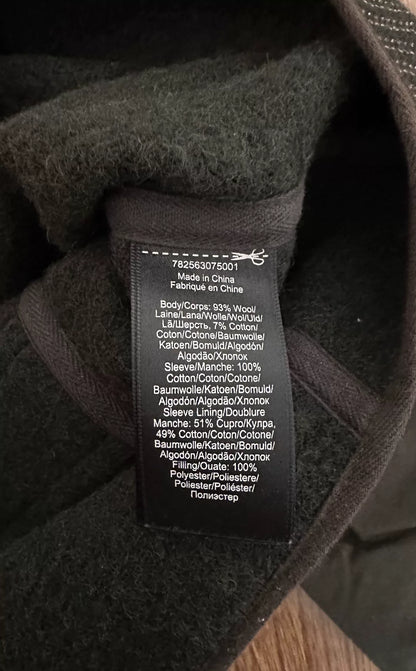 782563075001
Made in China
Fabriqué en Chine
Body/Corps: 93% Wool/
Laine/Lana/Wolle/Wol/Uld/
Lã/Шерсть, 7% Cotton/
Coton/Cotone/Baumwolle/
Katoen/Bomuld/Algodón/
Algodão/Хлопок
Sleeve/Manche: 100%
Cotton/Coton/Cotone/
Baumwolle/Katoen/Bomuld/
Algodón/Algodão/Хлопок
Sleeve Lining/Doublure
Manche: 51% Cupro/Купра,
49% Cotton/Coton/Cotone/
Baumwolle/Katoen/Bomuld/
Algodón/Algodão/Хлопок
Filling/Ouate: 100%
Polyester/Poliestere/
Poliester/Poliéster/
Полиэстер